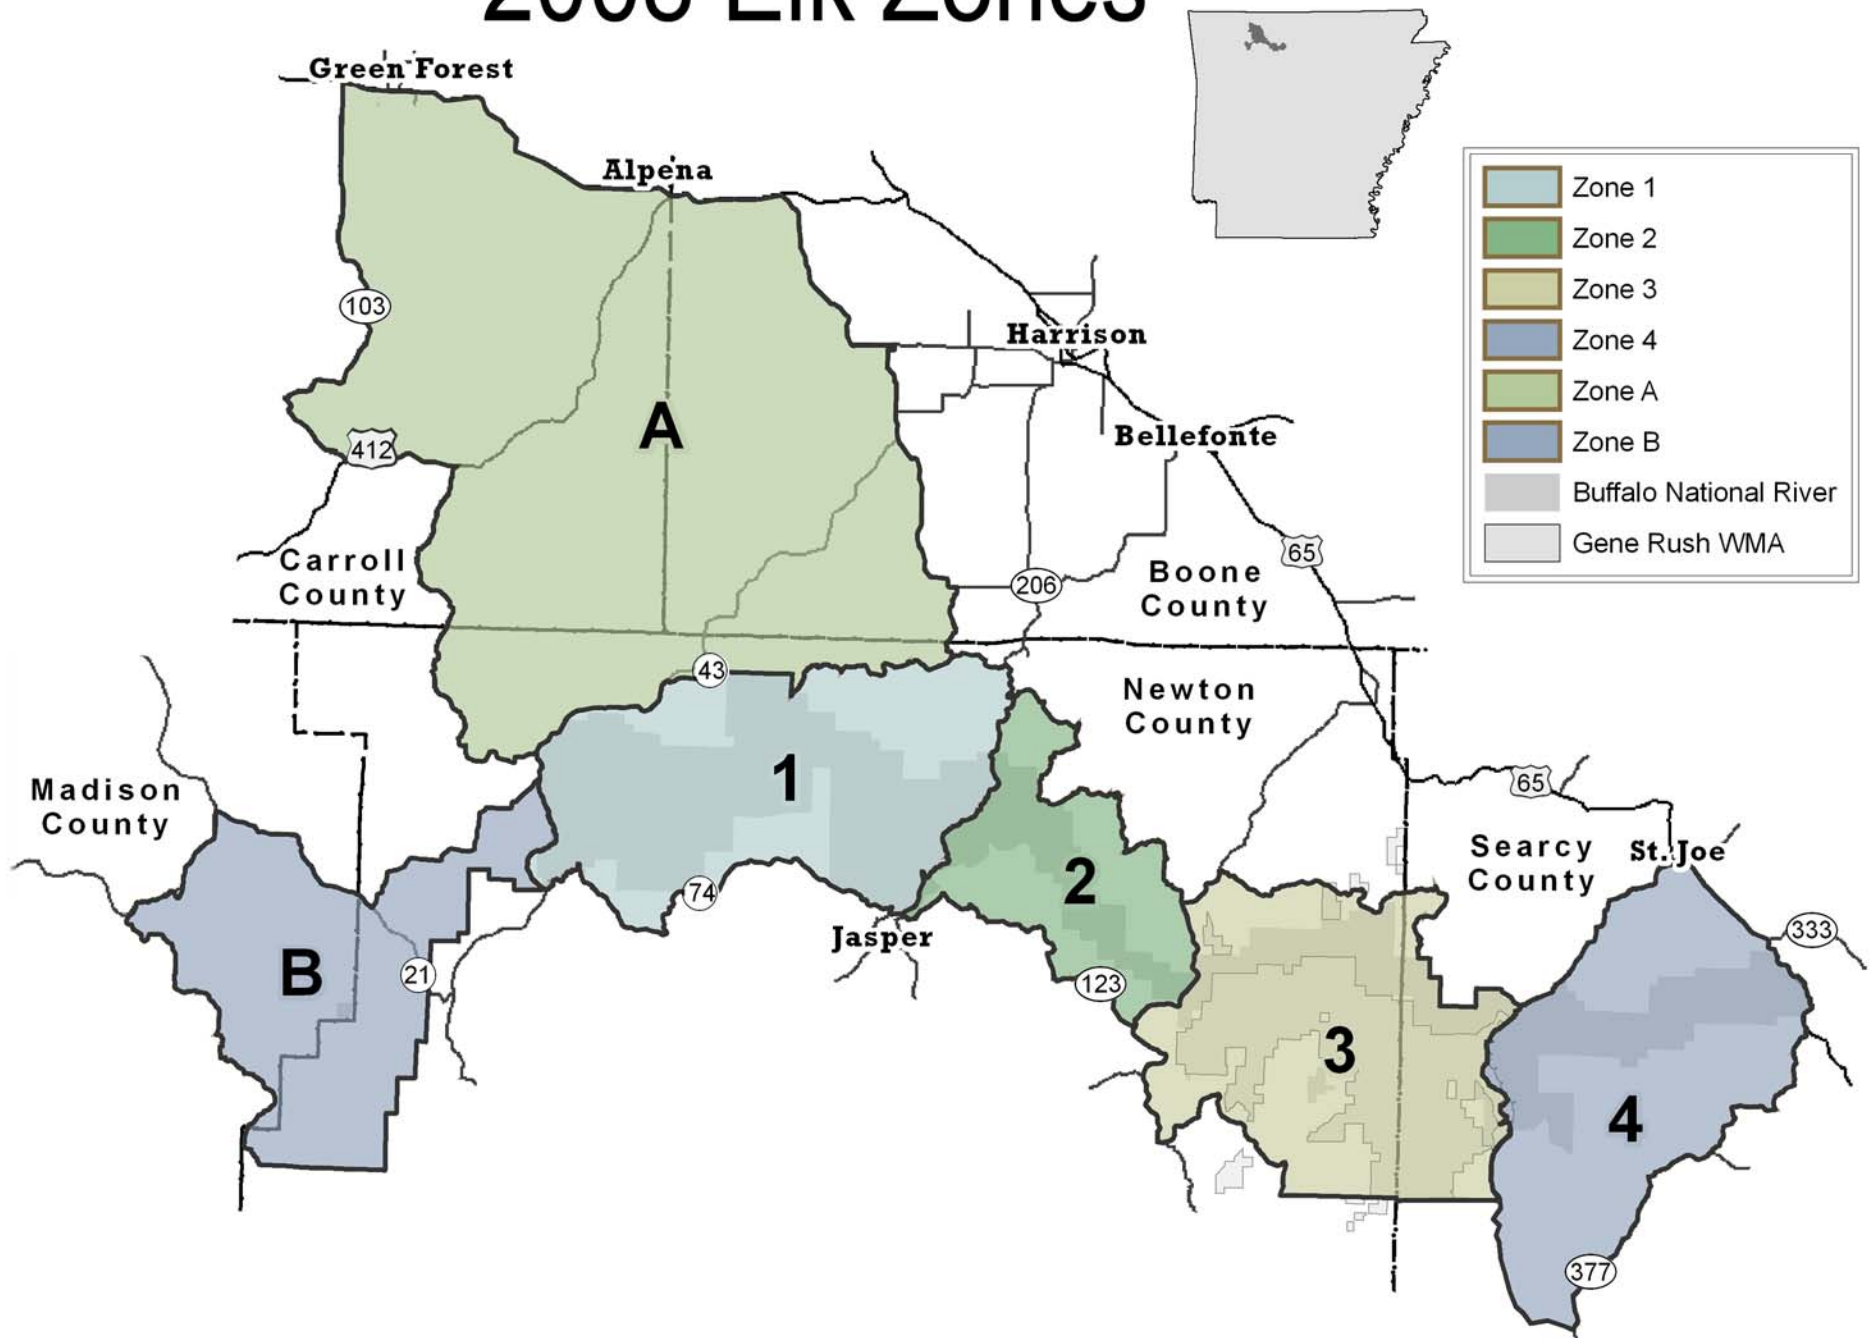 Elk Zones
Green Forest
Alpena
103
Harrison
A
412
Bellefonte
Carroll
County
65
206
Boone
County
43
Newton
County
1
Madison
County
65
Searcy
County
St. Joe
2
74
Jasper
333
B
21
123
3
4
377
Zone 1
Zone 2
Zone 3
Zone 4
Zone A
Zone B
Buffalo National River
Gene Rush WMA